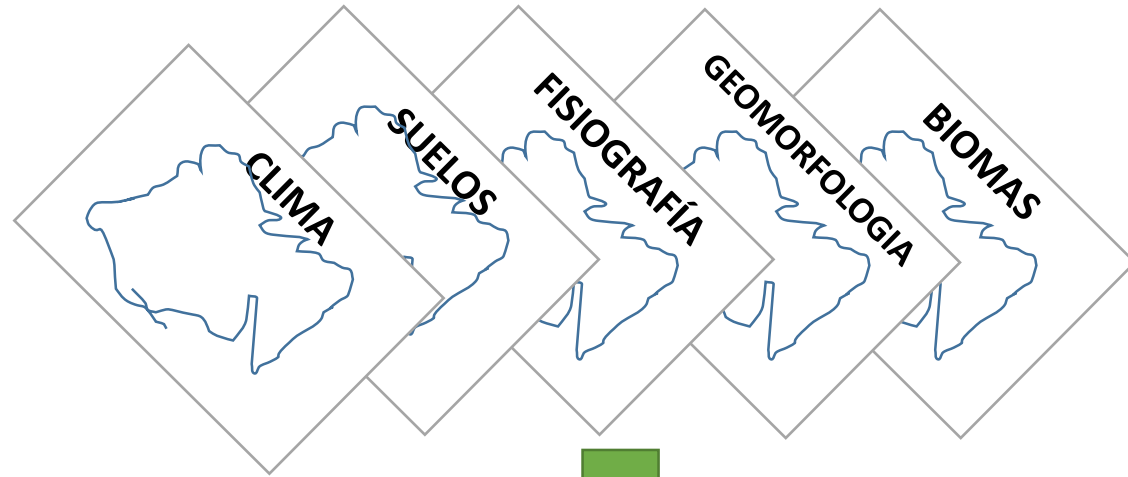 CLIMA
SUELOS
FISIOGRAFÍA
GEOMORFOLOGIA
BIOMAS